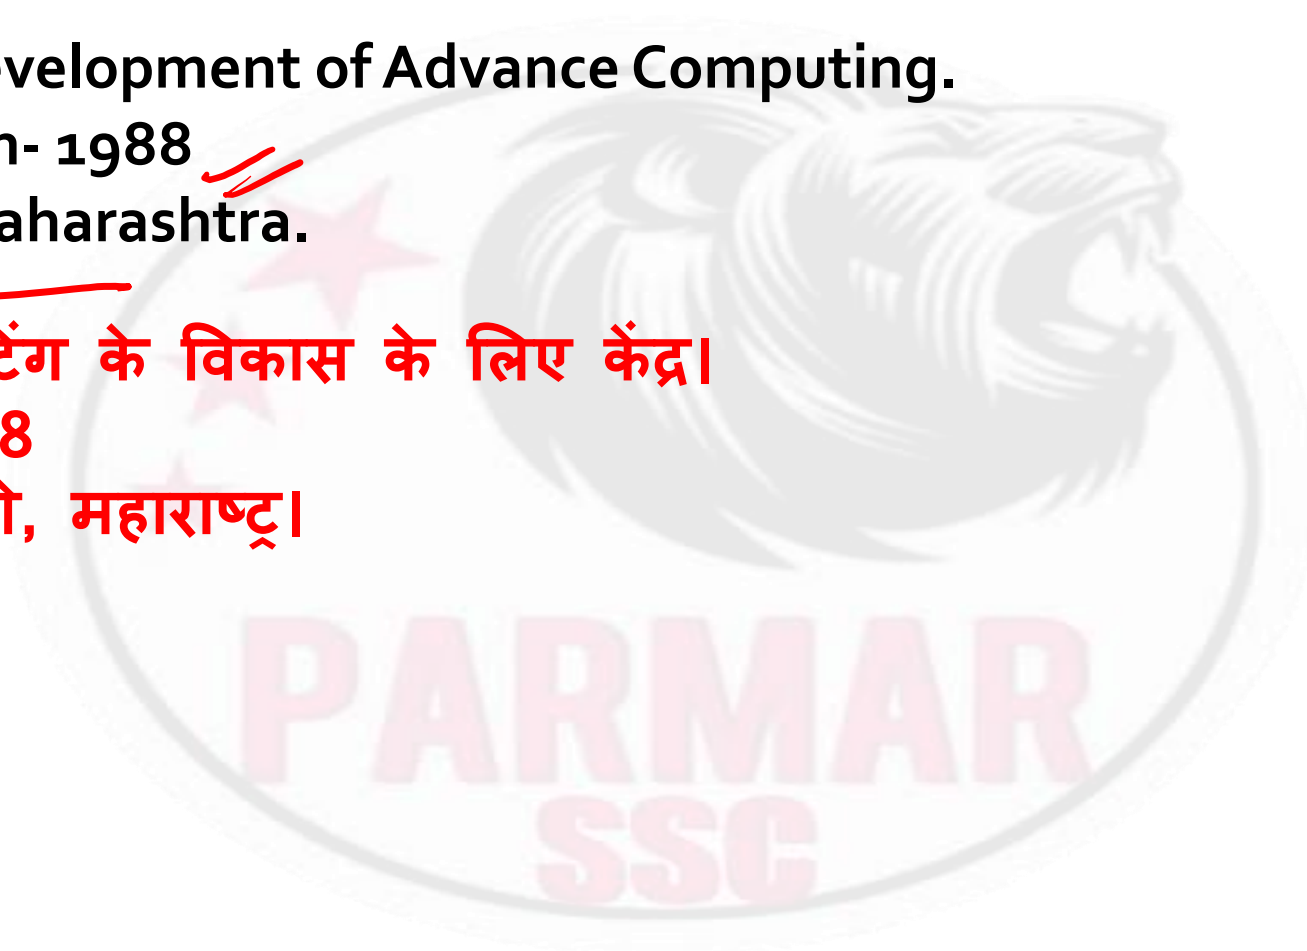 velopment of Advance Computing.
n- 1988
aharashtra.
टिंग के विकास के लिए केंद्र।
8
महाराष्ट्र।
PARMAR
SSC